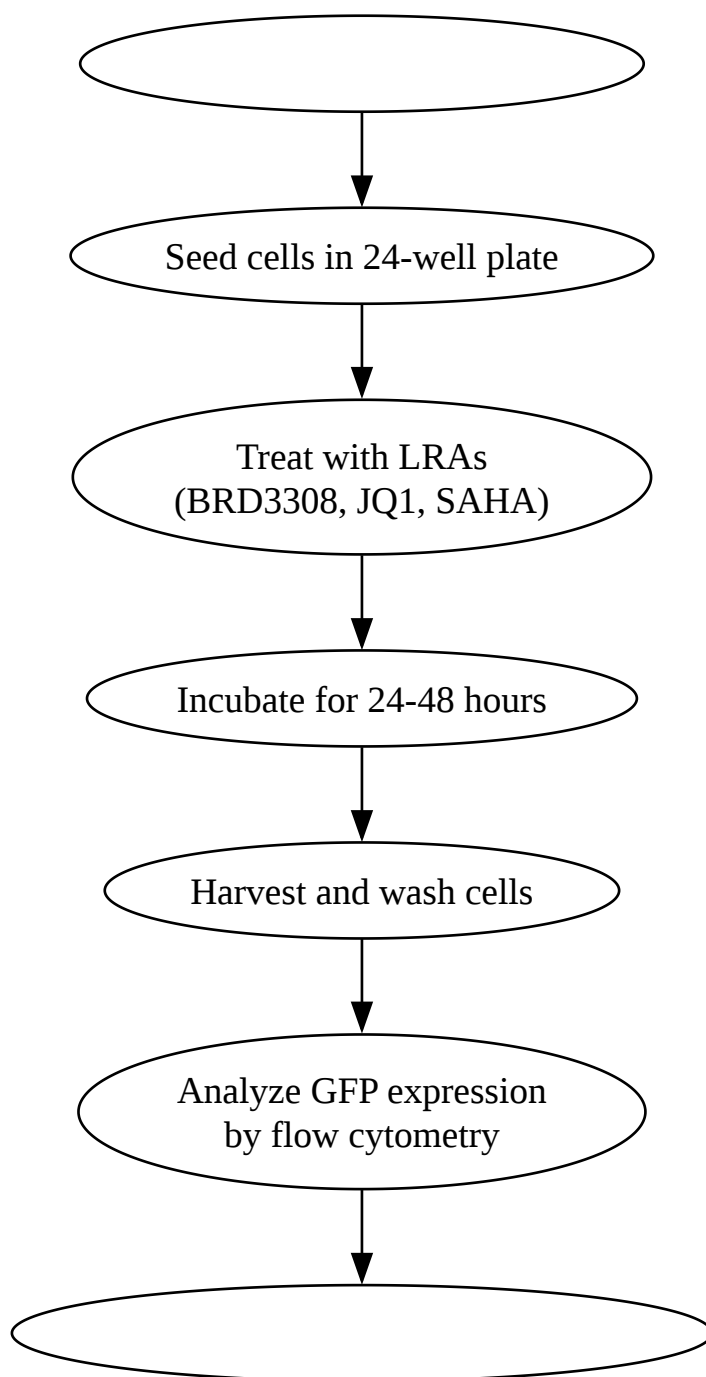 Seed cells in 24-well plate
Treat with LRAs
(BRD3308, JQ1, SAHA)
Incubate for 24-48 hours
Harvest and wash cells
Analyze GFP expression
by flow cytometry